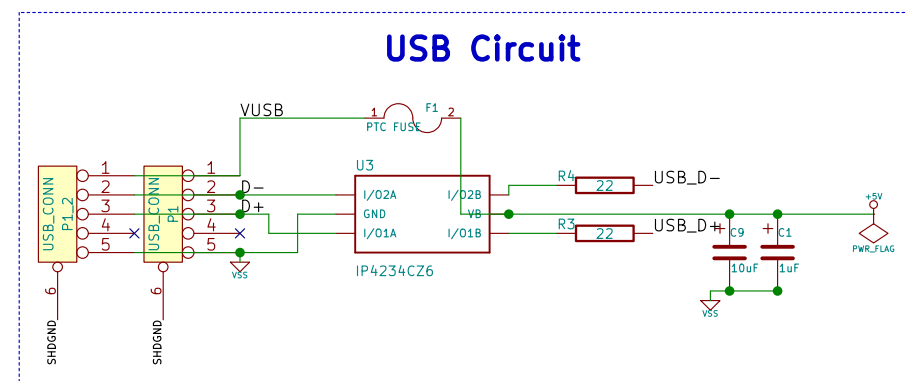 USB Circuit
VUSB
1
PTC FUSE
F1
2
U3
USB_CONN
P1_2
1
2
3
4
5
6
SHDGND
USB_CONN
P1
1
2
3
4
5
6
SHDGND
D-
D+
VSS
I/O2A
GND
I/O1A
I/O2B
VB
I/O1B
IP4234CZ6
R4
22
USB_D-
R3
22
USB_D+
+
C9
10uF
+
C1
1uF
VSS
+5V
PWR_FLAG